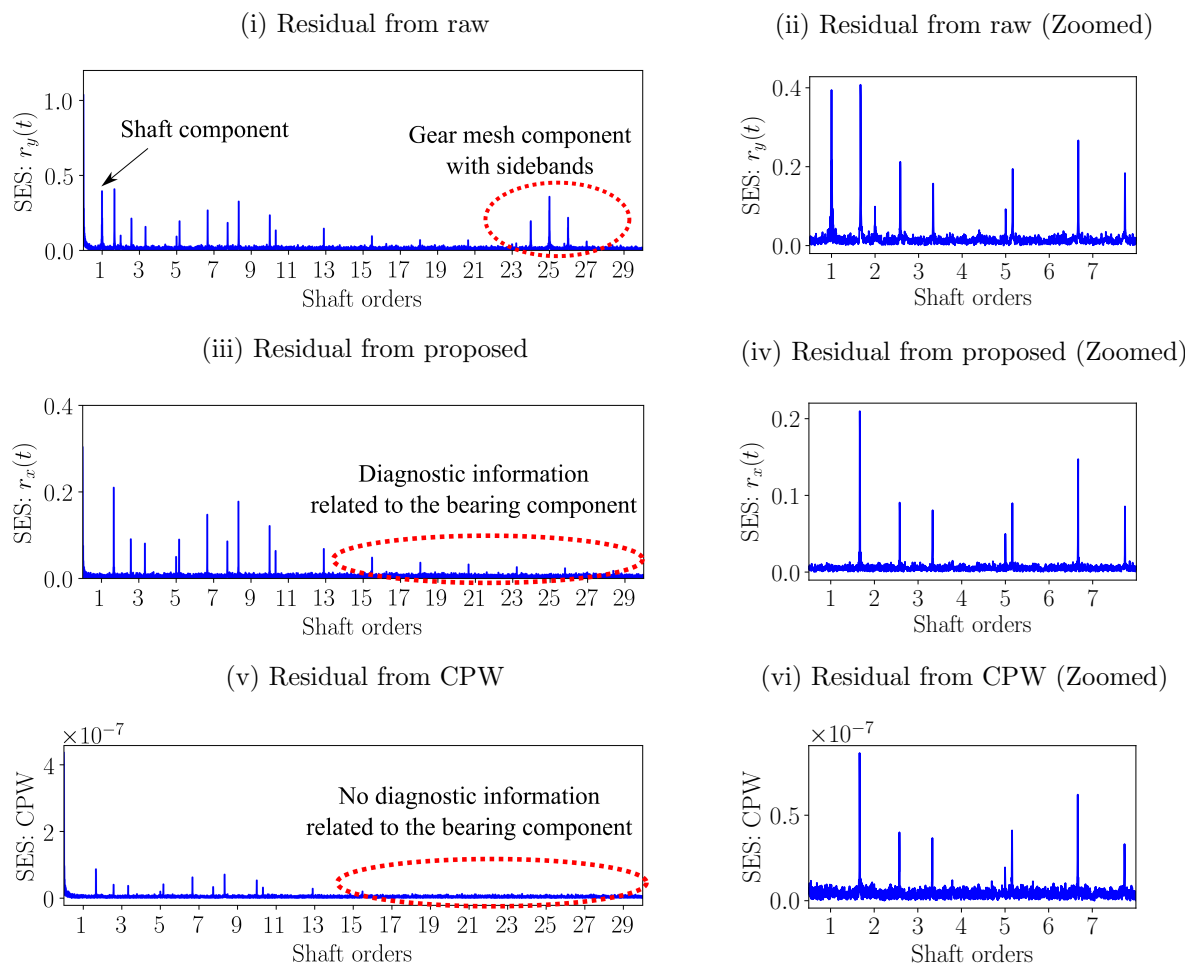 (i) Residual from raw
SES: r_y(t)
1.0
0.5
0.0
Shaft component
Gear mesh component
with sidebands
1 3 5 7 9 11 13 15 17 19 21 23 25 27 29
Shaft orders
(ii) Residual from raw (Zoomed)
SES: r_y(t)
0.4
0.2
0.0
1 2 3 4 5 6 7
Shaft orders
(iii) Residual from proposed
SES: r_x(t)
0.4
0.2
0.0
Diagnostic information
related to the bearing component
1 3 5 7 9 11 13 15 17 19 21 23 25 27 29
Shaft orders
(iv) Residual from proposed (Zoomed)
SES: r_x(t)
0.2
0.1
0.0
1 2 3 4 5 6 7
Shaft orders
(v) Residual from CPW
×10⁻⁷
SES: CPW
4
2
0
No diagnostic information
related to the bearing component
1 3 5 7 9 11 13 15 17 19 21 23 25 27 29
Shaft orders
(vi) Residual from CPW (Zoomed)
×10⁻⁷
SES: CPW
0.5
0.0
1 2 3 4 5 6 7
Shaft orders